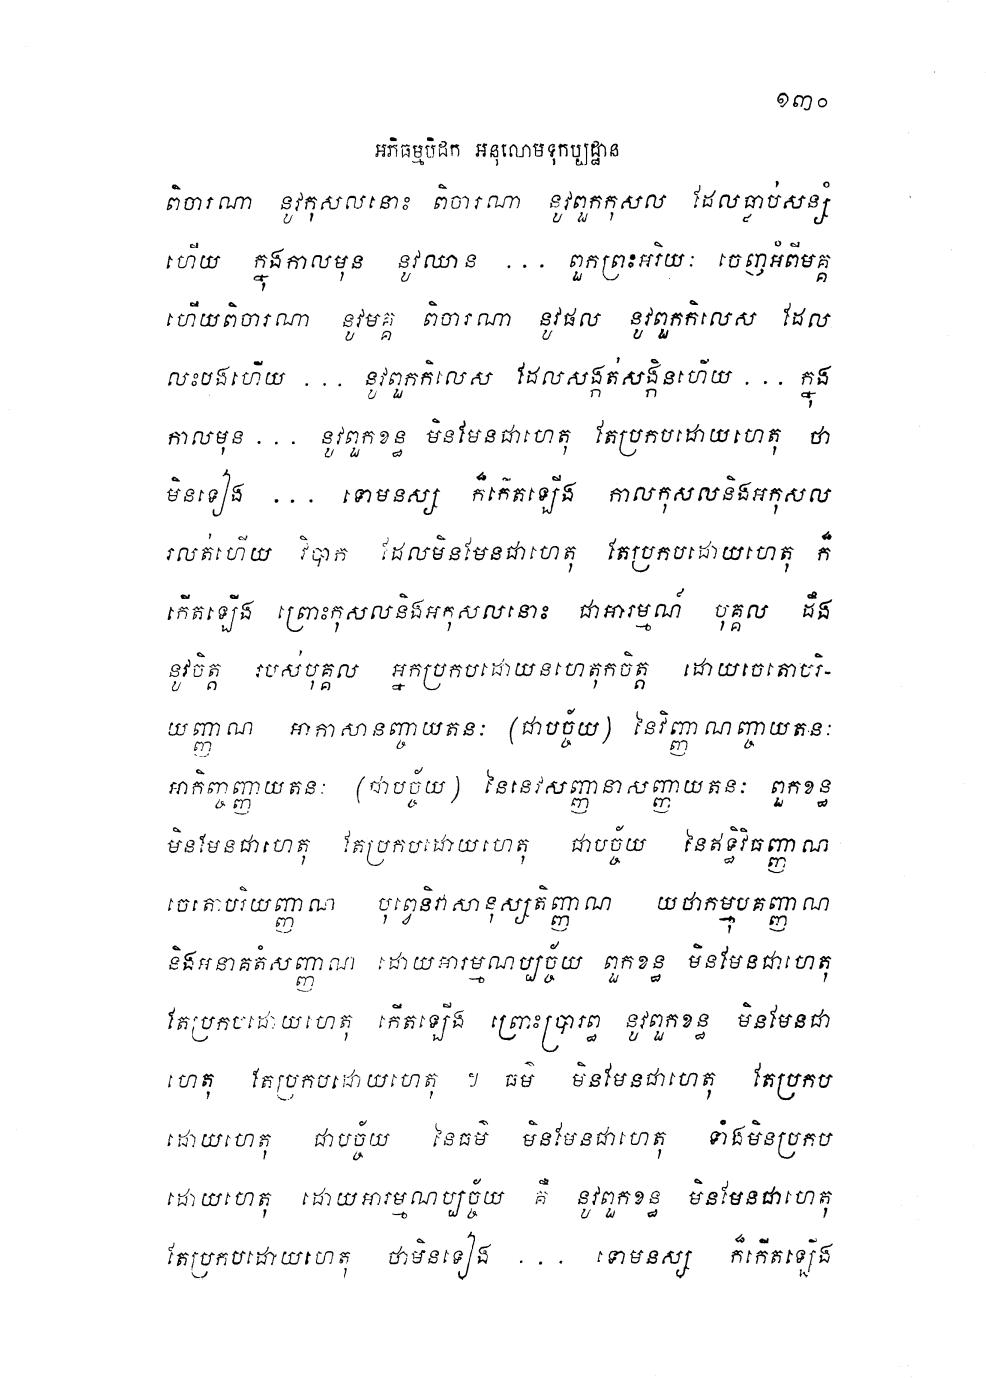 ១៣០
អភិធម្មបិដក អនុលោមទុកប្បដ្ឋាន
ពិចារណា នូវកុសលនោះ ពិចារណា នូវពួកកុសល ដែលធ្លាប់សន្សំ
ហើយ ក្នុងកាលមុន នូវឈាន ... ពួកព្រះអរិយៈ ចេញអំពីមគ្គ
ហើយពិចារណា នូវមគ្គ ពិចារណា នូវផល នូវពួកកិលេស ដែល
លះបងហើយ ... នូវពួកកិលេស ដែលសង្កត់សង្កិនហើយ ... ក្នុង
កាលមុន ... នូវពួកខន្ធ មិនមែនជាហេតុ តែប្រកបដោយហេតុ ថា
មិនទៀង ... ទោមនស្ស ក៏កើតឡើង កាលកុសលនិងអកុសល
រលត់ហើយ វិបាក ដែលមិនមែនជាហេតុ តែប្រកបដោយហេតុ ក៏
កើតឡើង ព្រោះកុសលនិងអកុសលនោះ ជាអារម្មណ៍ បុគ្គល ដឹង
នូវចិត្ត របស់បុគ្គល អ្នកប្រកបដោយនហេតុកចិត្ត ដោយចេតោបរិ-
យញ្ញាណ អាកាសានញ្ចាយតនៈ (ជាបច្ច័យ) នៃវិញ្ញាណញ្ចាយតនៈ
អាកិញ្ចញ្ញាយតនៈ (ជាបច្ច័យ) នៃនេវសញ្ញានាសញ្ញាយតនៈ ពួកខន្ធ
មិនមែនជាហេតុ តែប្រកបដោយហេតុ ជាបច្ច័យ នៃឥទ្ធិវិធញ្ញាណ
ចេតោបរិយញ្ញាណ បុព្វេនិវាសានុស្សតិញ្ញាណ យថាកម្មុបគញ្ញាណ
និងអនាគតំសញ្ញាណ ដោយអារម្មណប្បច្ច័យ ពួកខន្ធ មិនមែនជាហេតុ
តែប្រកបដោយហេតុ កើតឡើង ព្រោះប្រារព្ធ នូវពួកខន្ធ មិនមែនជា
ហេតុ តែប្រកបដោយហេតុ ។ ធម៌ មិនមែនជាហេតុ តែប្រកប
ដោយហេតុ ជាបច្ច័យ នៃធម៌ មិនមែនជាហេតុ ទាំងមិនប្រកប
ដោយហេតុ ដោយអារម្មណប្បច្ច័យ គឺ នូវពួកខន្ធ មិនមែនជាហេតុ
តែប្រកបដោយហេតុ ថាមិនទៀង ... ទោមនស្ស ក៏កើតឡើង